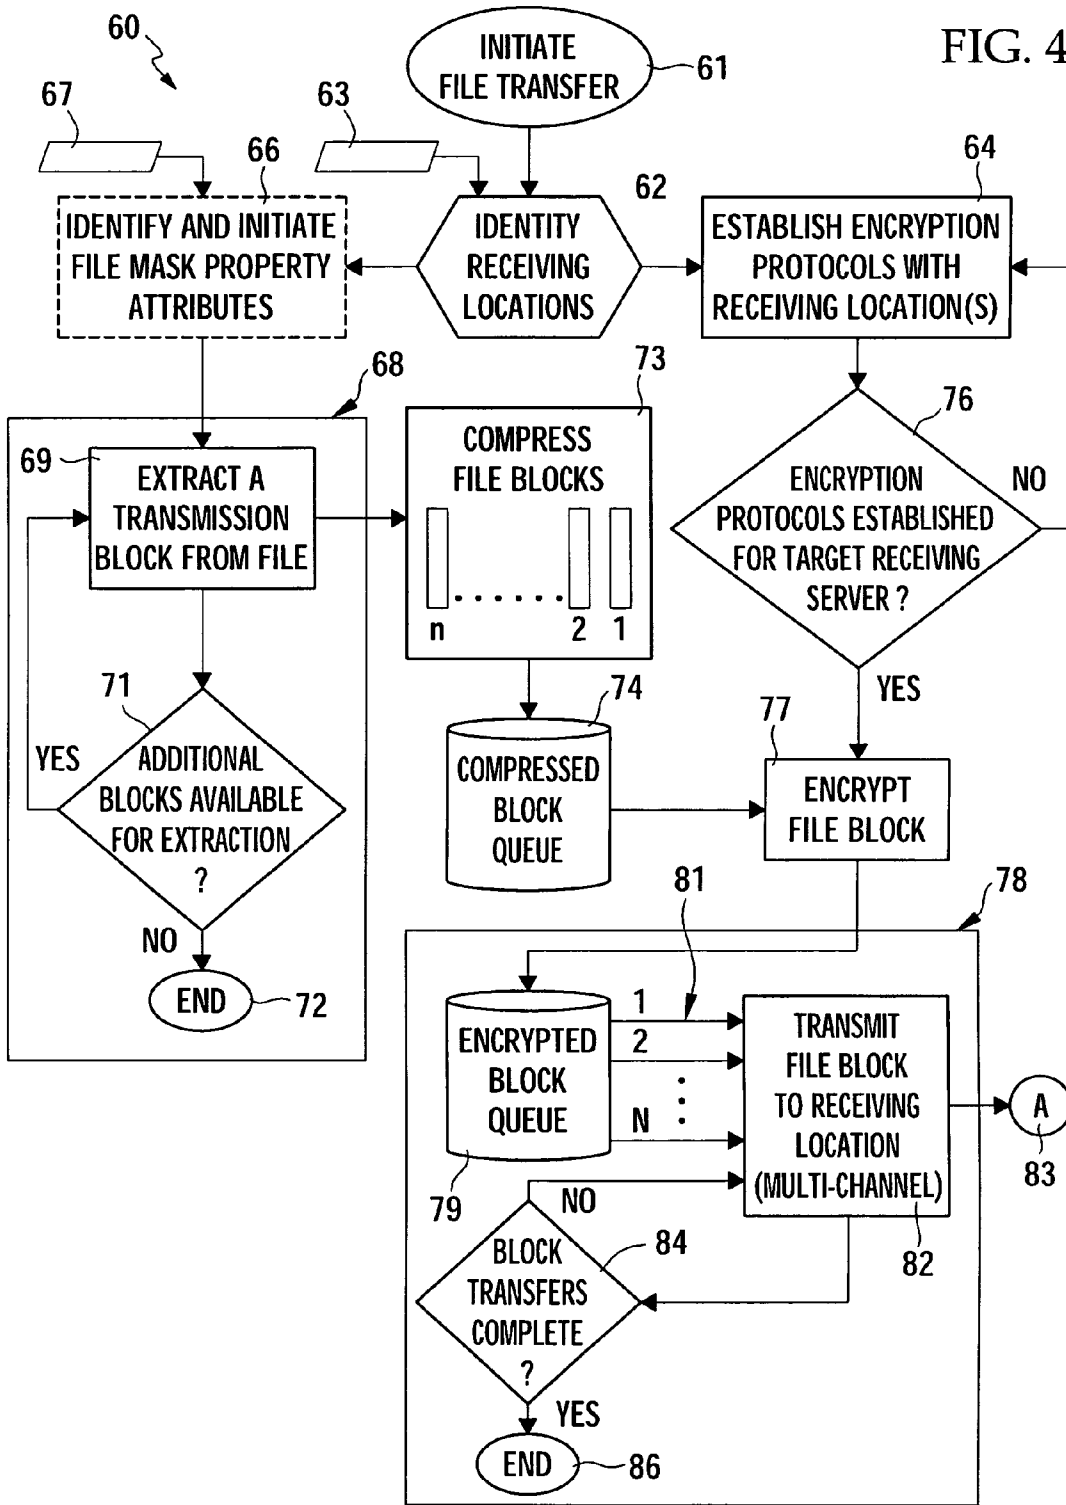 60
INITIATE
FILE TRANSFER
61
FIG. 4
67
63
66
62
64
IDENTIFY AND INITIATE
FILE MASK PROPERTY
ATTRIBUTES
IDENTITY
RECEIVING
LOCATIONS
ESTABLISH ENCRYPTION
PROTOCOLS WITH
RECEIVING LOCATION(S)
68
73
76
69
EXTRACT A
TRANSMISSION
BLOCK FROM FILE
COMPRESS
FILE BLOCKS
n
2
1
ENCRYPTION
PROTOCOLS ESTABLISHED
FOR TARGET RECEIVING
SERVER ?
NO
YES
71
YES
ADDITIONAL
BLOCKS AVAILABLE
FOR EXTRACTION
?
NO
END
72
74
COMPRESSED
BLOCK
QUEUE
77
ENCRYPT
FILE BLOCK
81
78
ENCRYPTED
BLOCK
QUEUE
79
1
2
N
TRANSMIT
FILE BLOCK
TO RECEIVING
LOCATION
(MULTI-CHANNEL)
82
A
83
NO
84
BLOCK
TRANSFERS
COMPLETE
?
YES
END
86